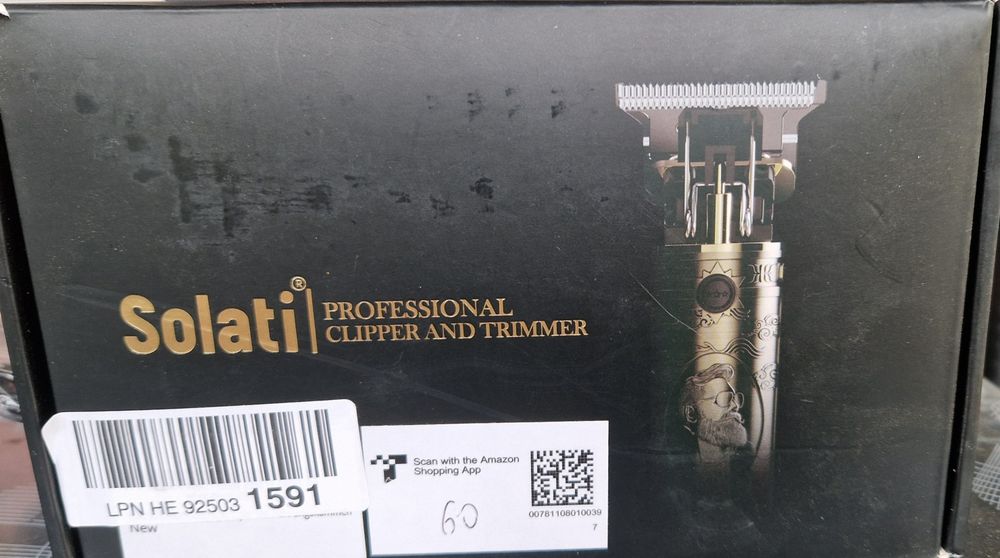 Solati®
PROFESSIONAL
CLIPPER AND TRIMMER
LPN HE 92503 1591
New
Scan with the Amazon
Shopping App
60
00781108010039
7